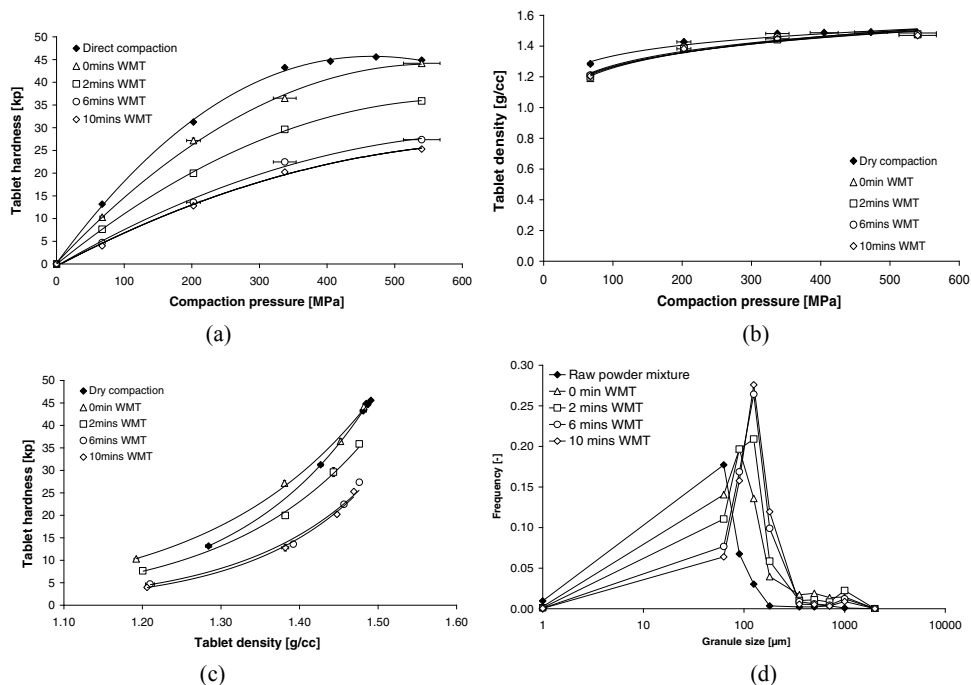 50
45
40
35
30
25
20
15
10
5
0
Tablet hardness [kp]
Direct compaction
0mins WMT
2mins WMT
6mins WMT
10mins WMT
0 100 200 300 400 500 600
Compaction pressure [MPa]
(a)
1.6
1.4
1.2
1.0
0.8
0.6
0.4
0.2
0.0
Tablet density [g/cc]
Dry compaction
0min WMT
2mins WMT
6mins WMT
10mins WMT
0 100 200 300 400 500 600
Compaction pressure [MPa]
(b)
50
45
40
35
30
25
20
15
10
5
0
Tablet hardness [kp]
Dry compaction
0min WMT
2mins WMT
6mins WMT
10mins WMT
1.10 1.20 1.30 1.40 1.50 1.60
Tablet density [g/cc]
(c)
0.30
0.25
0.20
0.15
0.10
0.05
0.00
Frequency [-]
Raw powder mixture
0 min WMT
2 mins WMT
6 mins WMT
10 mins WMT
1 10 100 1000 10000
Granule size [µm]
(d)